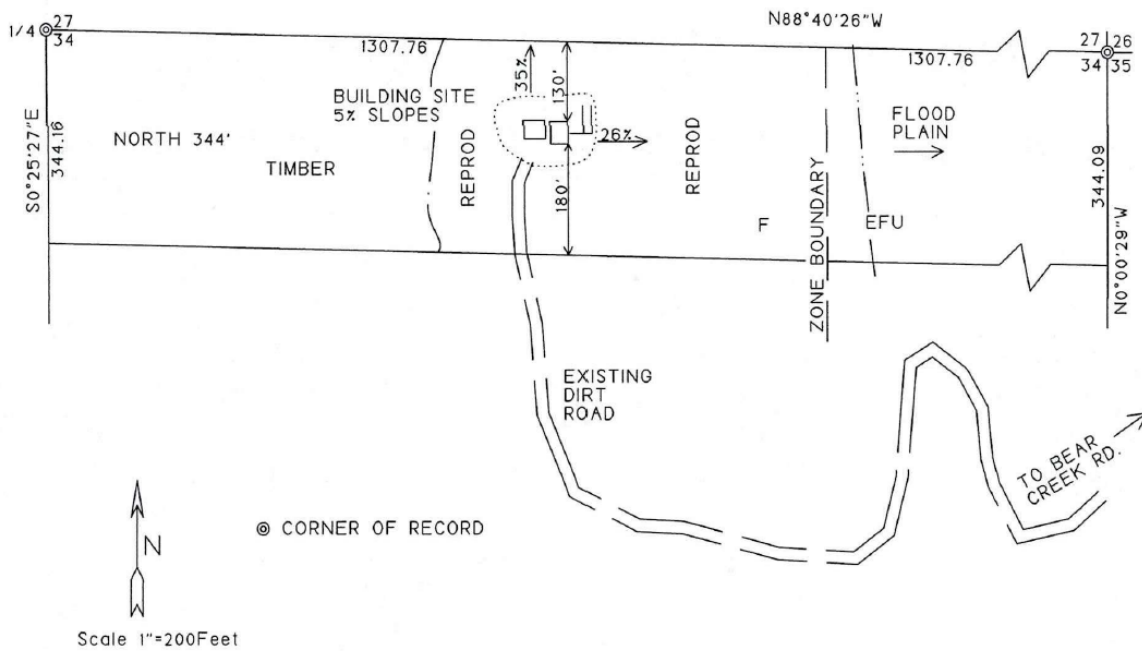 N88°40'26"W
1/4 27
34
1307.76
1307.76
27 26
34 35
35%
130'
BUILDING SITE
5% SLOPES
NORTH 344'
TIMBER
REPROD
26%
REPROD
FLOOD
PLAIN
S0°25'27"E
344.16
180'
F
EFU
ZONE BOUNDARY
344.09
N0°00'29"W
EXISTING
DIRT
ROAD
TO BEAR
CREEK RD.
N
CORNER OF RECORD
Scale 1"=200Feet